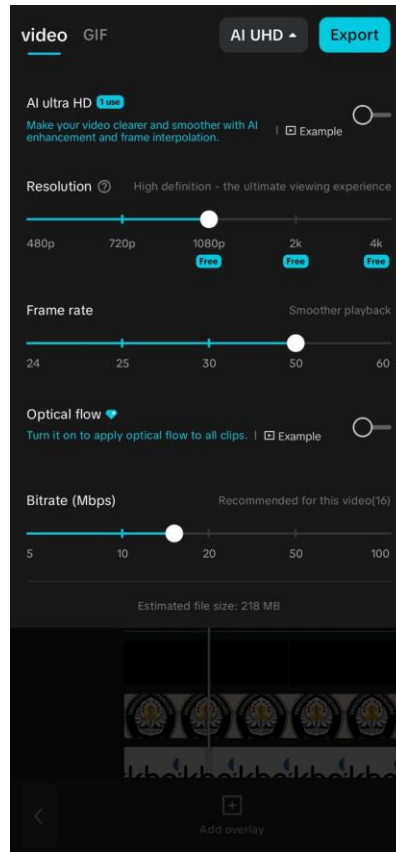 video GIF AI UHD Export
AI ultra HD 1 use
Make your video clearer and smoother with AI
enhancement and frame interpolation. | Example
Resolution High definition - the ultimate viewing experience
480p 720p 1080p 2k 4k
Free Free Free
Frame rate Smoother playback
24 25 30 50 60
Optical flow
Turn it on to apply optical flow to all clips. | Example
Bitrate (Mbps) Recommended for this video(16)
5 10 20 50 100
Estimated file size: 218 MB
Add overlay